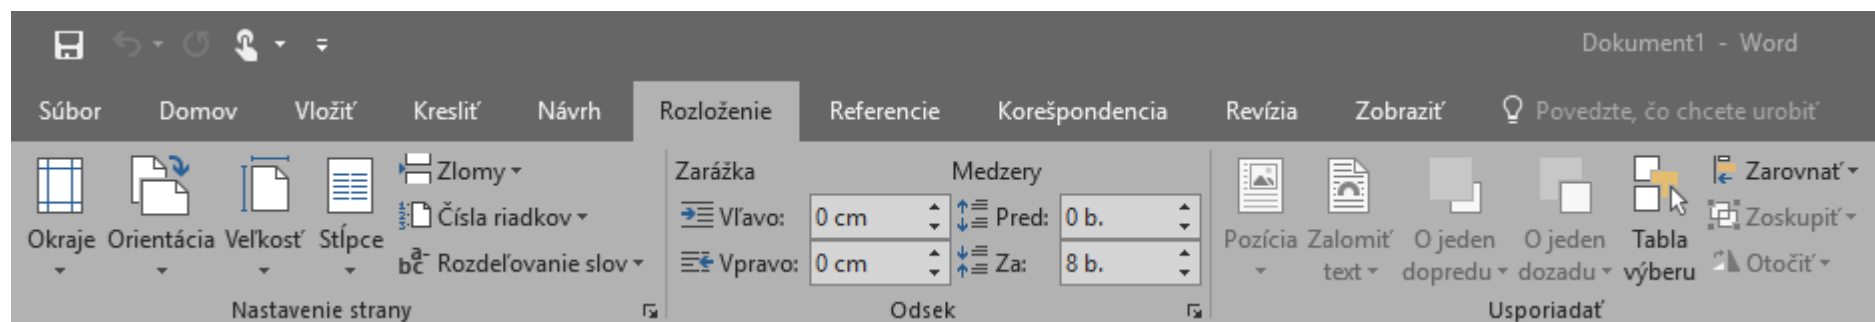 Dokument1 - Word
Súbor Domov Vložiť Kresliť Návrh Rozloženie Referencie Korešpondencia Revízia Zobraziť Povedzte, čo chcete urobiť
Okraje
Orientácia
Veľkosť
Stĺpce
Zlomy
Čísla riadkov
Rozdeľovanie slov
Nastavenie strany
Zarážka
Vľavo: 0 cm
Vpravo: 0 cm
Medzery
Pred: 0 b.
Za: 8 b.
Odsek
Pozícia
Zalomiť
text
O jeden
dopredu
O jeden
dozadu
Tabla
výberu
Zarovnať
Zoskupiť
Otočiť
Usporiadať